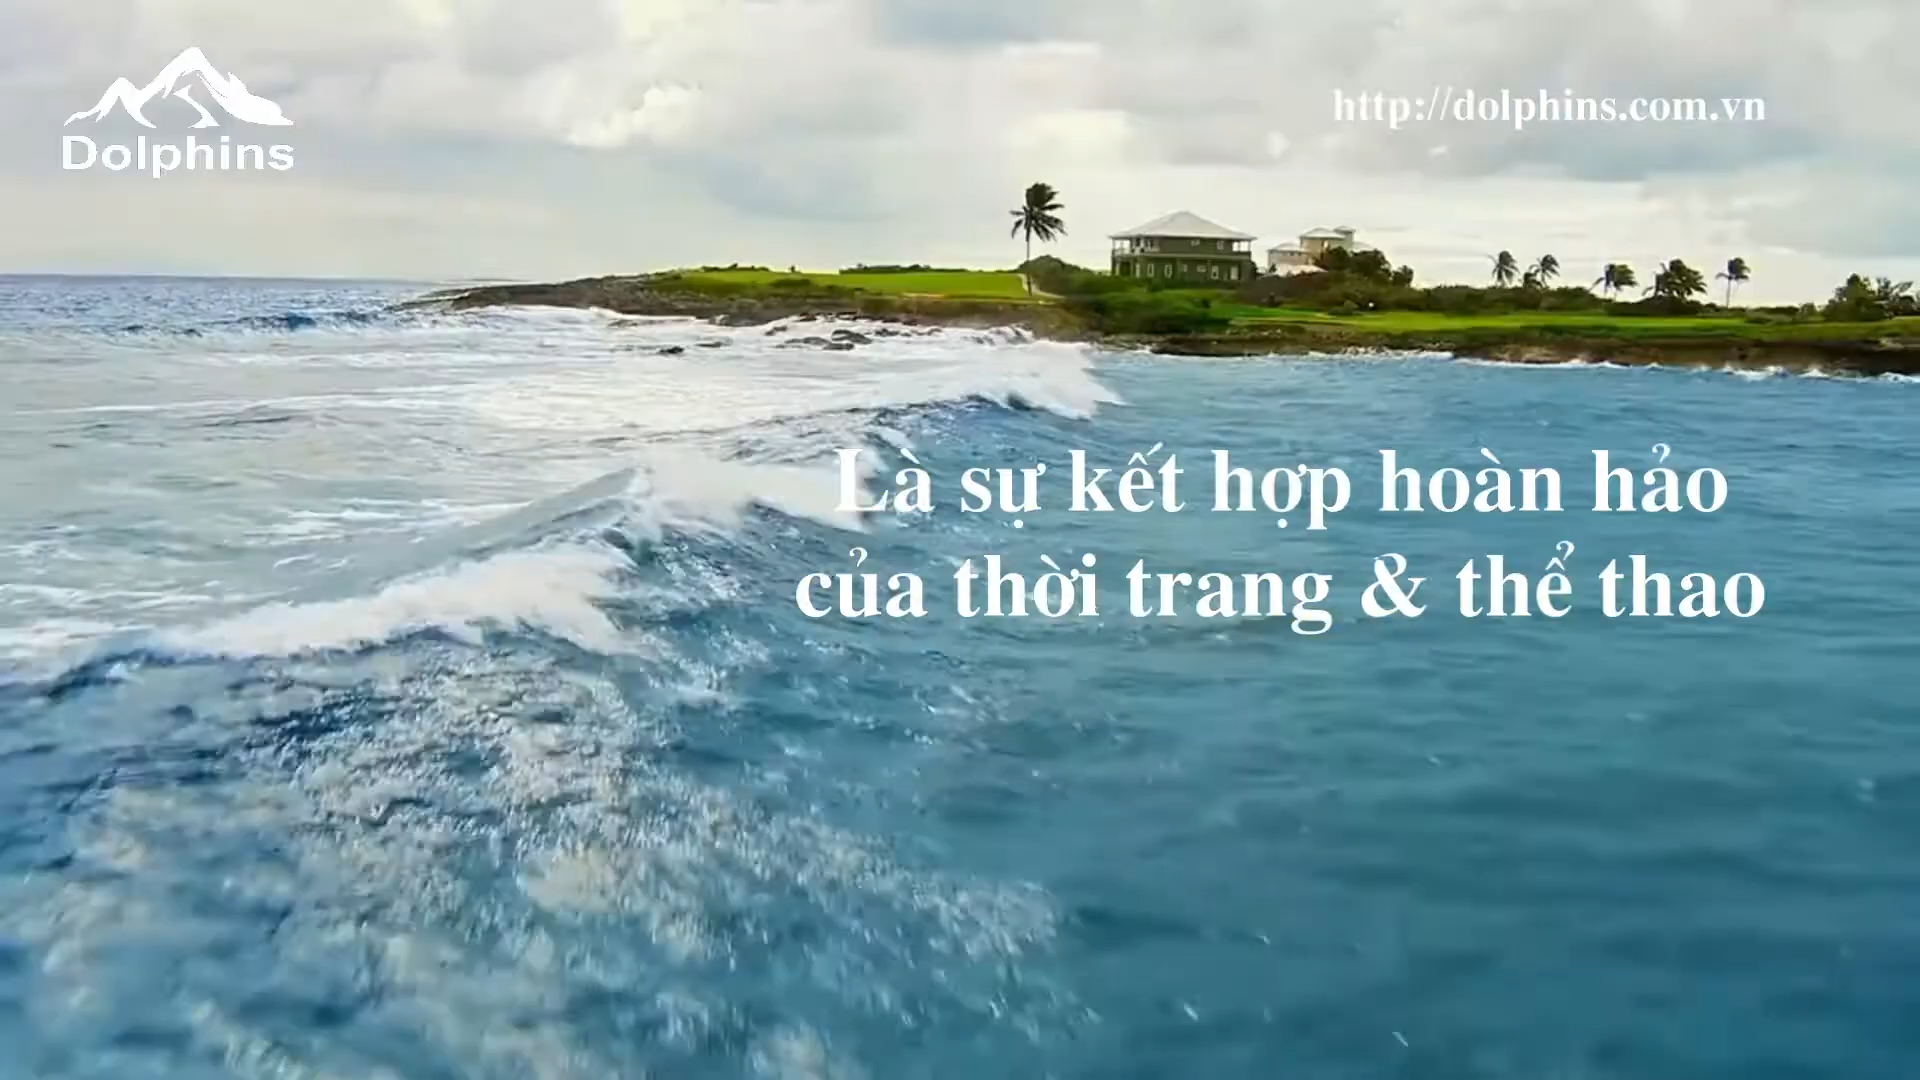 Dolphins
http://dolphins.com.vn
Là sự kết hợp hoàn hảo
của thời trang & thể thao